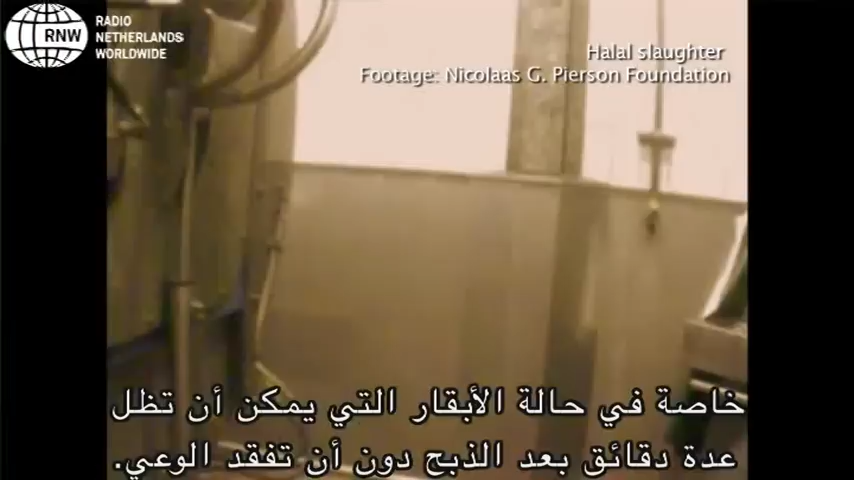 RNW
RADIO
NETHERLANDS
WORLDWIDE
Halal slaughter
Footage: Nicolaas G. Pierson Foundation
خاصة في حالة الأبقار التي يمكن أن تظل
عدة دقائق بعد الذبح دون أن تفقد الوعي.